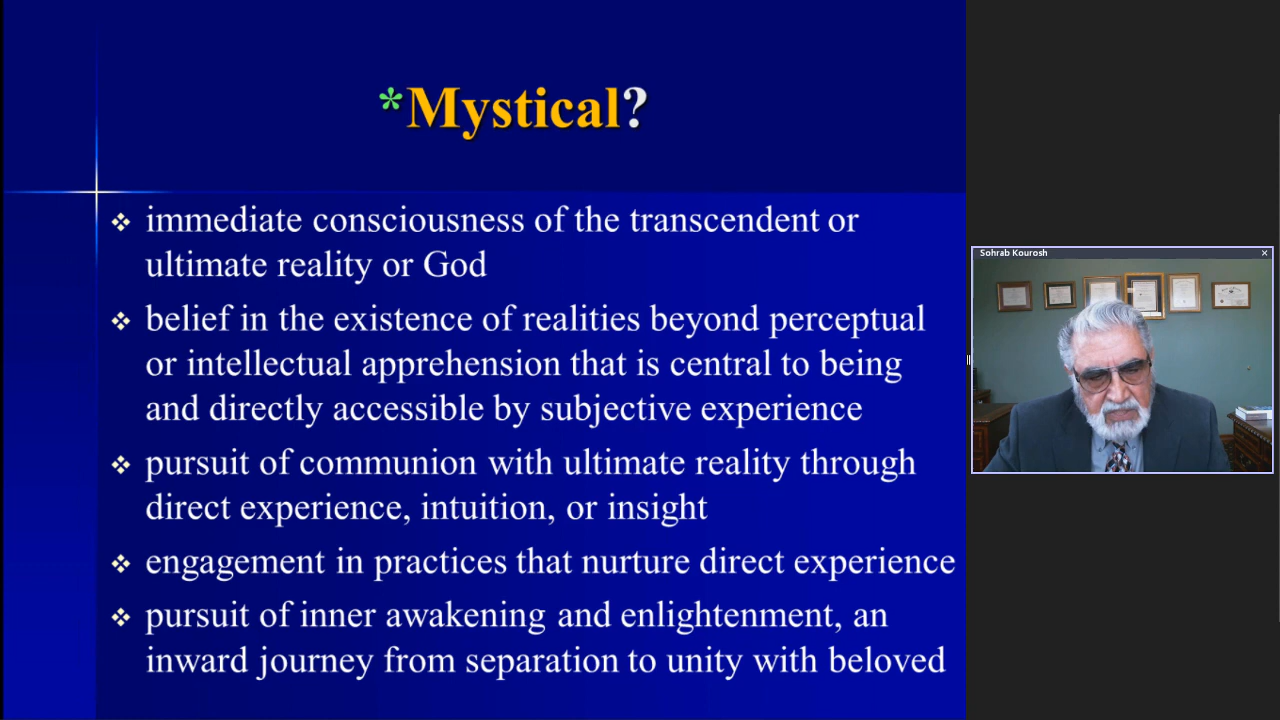 *Mystical?
❖ immediate consciousness of the transcendent or
ultimate reality or God
❖ belief in the existence of realities beyond perceptual
or intellectual apprehension that is central to being
and directly accessible by subjective experience
❖ pursuit of communion with ultimate reality through
direct experience, intuition, or insight
❖ engagement in practices that nurture direct experience
❖ pursuit of inner awakening and enlightenment, an
inward journey from separation to unity with beloved
Sohrab Kourosh